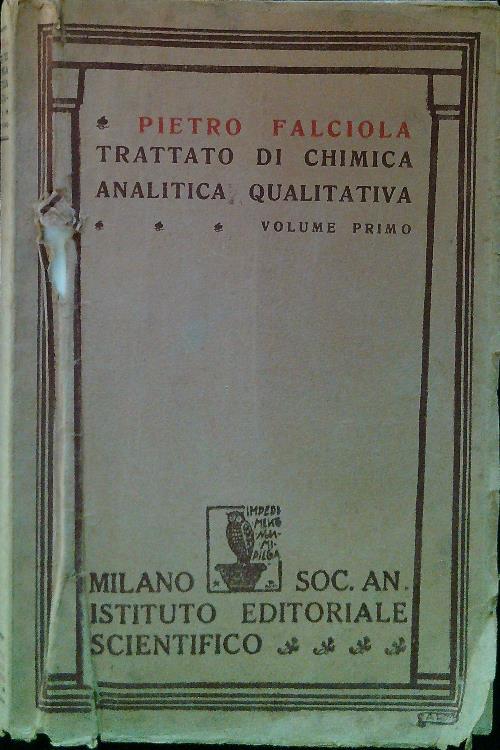 PIETRO FALCIOLA
TRATTATO DI CHIMICA
ANALITICA QUALITATIVA
VOLUME PRIMO
MILANO SOC. AN.
ISTITUTO EDITORIALE
SCIENTIFICO